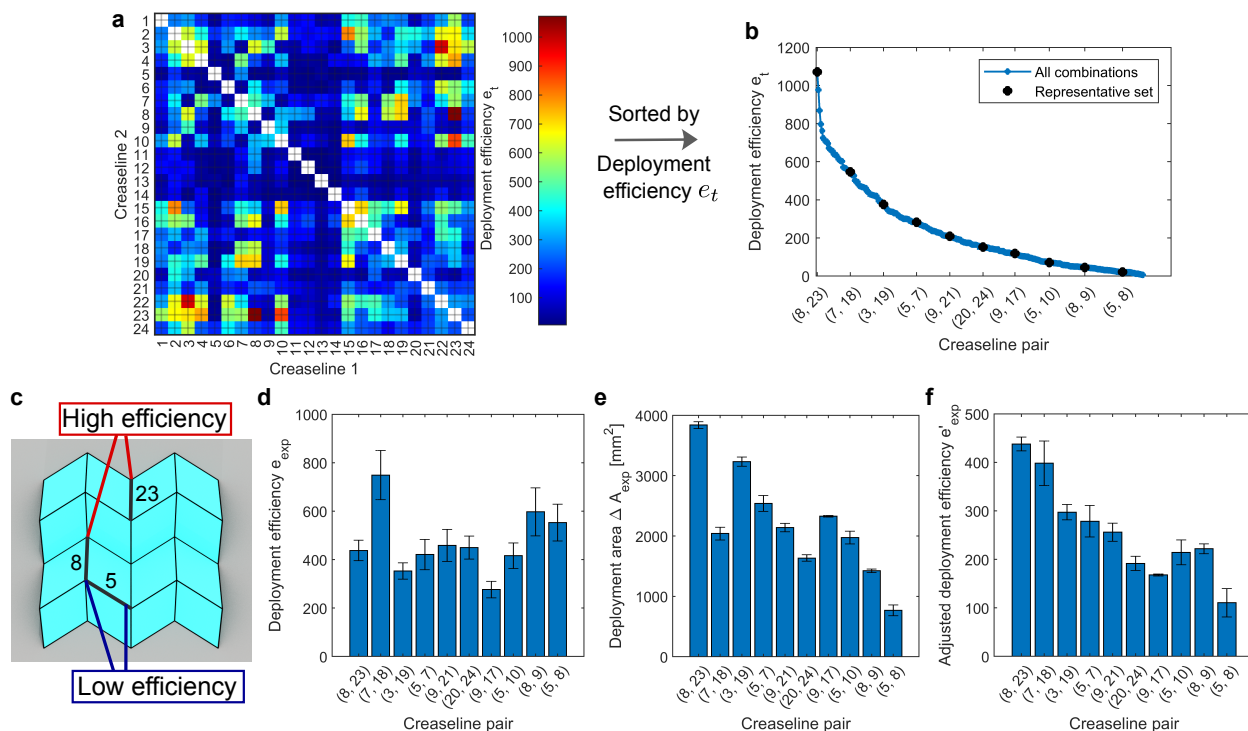 a
1
2
3
4
5
6
7
8
9
10
11
12
13
14
15
16
17
18
19
20
21
22
23
24
Creaseline 2
1 2 3 4 5 6 7 8 9 10 11 12 13 14 15 16 17 18 19 20 21 22 23 24
Creaseline 1
1000
900
800
700
600
500
400
300
200
100
Deployment efficiency e_t
Sorted by
Deployment
efficiency e_t
b
1200
1000
800
600
400
200
0
Deployment efficiency e_t
All combinations
Representative set
(8, 23) (7, 18) (3, 19) (5, 7) (9, 21) (20, 24) (9, 17) (5, 10) (8, 9) (5, 8)
Creaseline pair
c
High efficiency
23
8
5
Low efficiency
d
1000
800
600
400
200
0
Deployment efficiency e_exp
(8, 23) (7, 18) (3, 19) (5, 7) (9, 21) (20, 24) (9, 17) (5, 10) (8, 9) (5, 8)
Creaseline pair
e
4000
3000
2000
1000
0
Deployment area Δ A_exp [mm²]
(8, 23) (7, 18) (3, 19) (5, 7) (9, 21) (20, 24) (9, 17) (5, 10) (8, 9) (5, 8)
Creaseline pair
f
500
400
300
200
100
0
Adjusted deployment efficiency e'_exp
(8, 23) (7, 18) (3, 19) (5, 7) (9, 21) (20, 24) (9, 17) (5, 10) (8, 9) (5, 8)
Creaseline pair